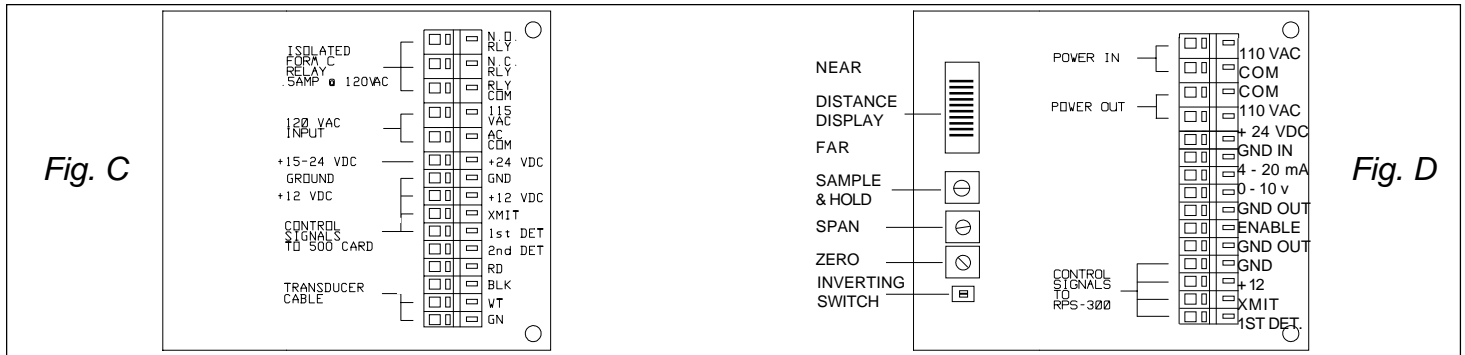 Fig. C
ISOLATED
FORM C
RELAY
.5AMP @ 120VAC
120 VAC
INPUT
+15-24 VDC
GROUND
+12 VDC
CONTROL
SIGNALS
TO 500 CARD
TRANSDUCER
CABLE
N.O.
RLY
N.C.
RLY
RLY
COM
115
VAC
AC
COM
+24 VDC
GND
+12 VDC
XMIT
1st DET
2nd DET
RD
BLK
WT
GN
NEAR
DISTANCE
DISPLAY
FAR
SAMPLE
& HOLD
SPAN
ZERO
INVERTING
SWITCH
POWER IN
POWER OUT
CONTROL
SIGNALS
TO
RPS-300
110 VAC
COM
COM
110 VAC
+ 24 VDC
GND IN
4 - 20 mA
0 - 10 v
GND OUT
ENABLE
GND OUT
GND
+12
XMIT
1ST DET.
Fig. D